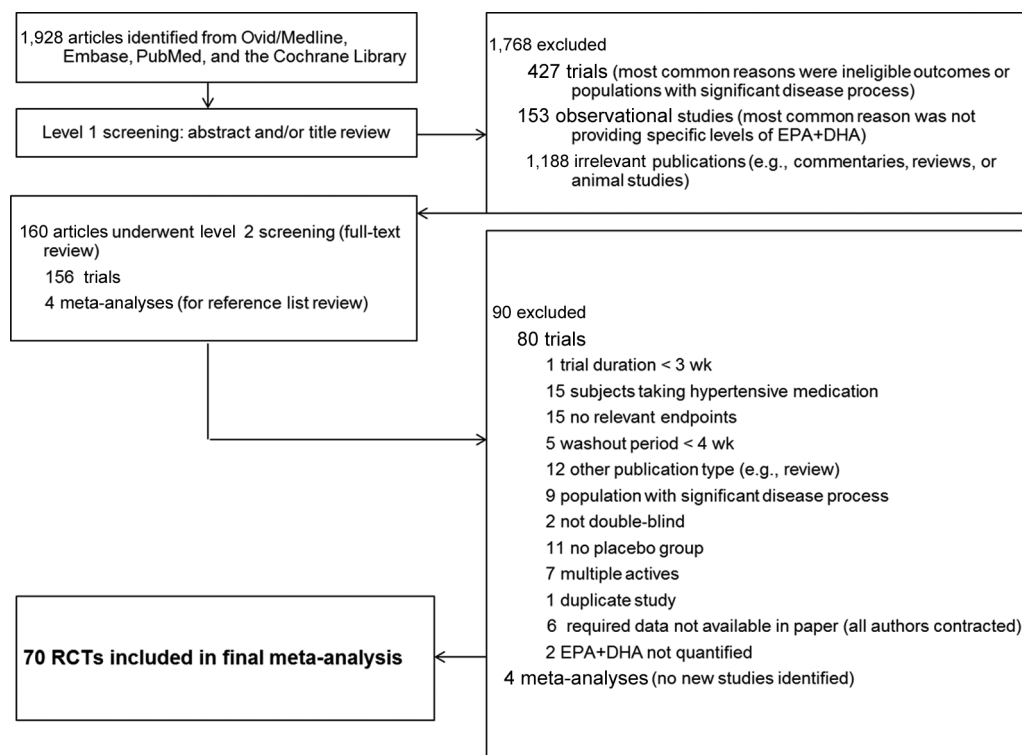 1,928 articles identified from Ovid/Medline,
Embase, PubMed, and the Cochrane Library
Level 1 screening: abstract and/or title review
1,768 excluded
427 trials (most common reasons were ineligible outcomes or
populations with significant disease process)
153 observational studies (most common reason was not
providing specific levels of EPA+DHA)
1,188 irrelevant publications (e.g., commentaries, reviews, or
animal studies)
160 articles underwent level 2 screening (full-text
review)
156 trials
4 meta-analyses (for reference list review)
90 excluded
80 trials
1 trial duration < 3 wk
15 subjects taking hypertensive medication
15 no relevant endpoints
5 washout period < 4 wk
12 other publication type (e.g., review)
9 population with significant disease process
2 not double-blind
11 no placebo group
7 multiple actives
1 duplicate study
6 required data not available in paper (all authors contracted)
2 EPA+DHA not quantified
4 meta-analyses (no new studies identified)
70 RCTs included in final meta-analysis